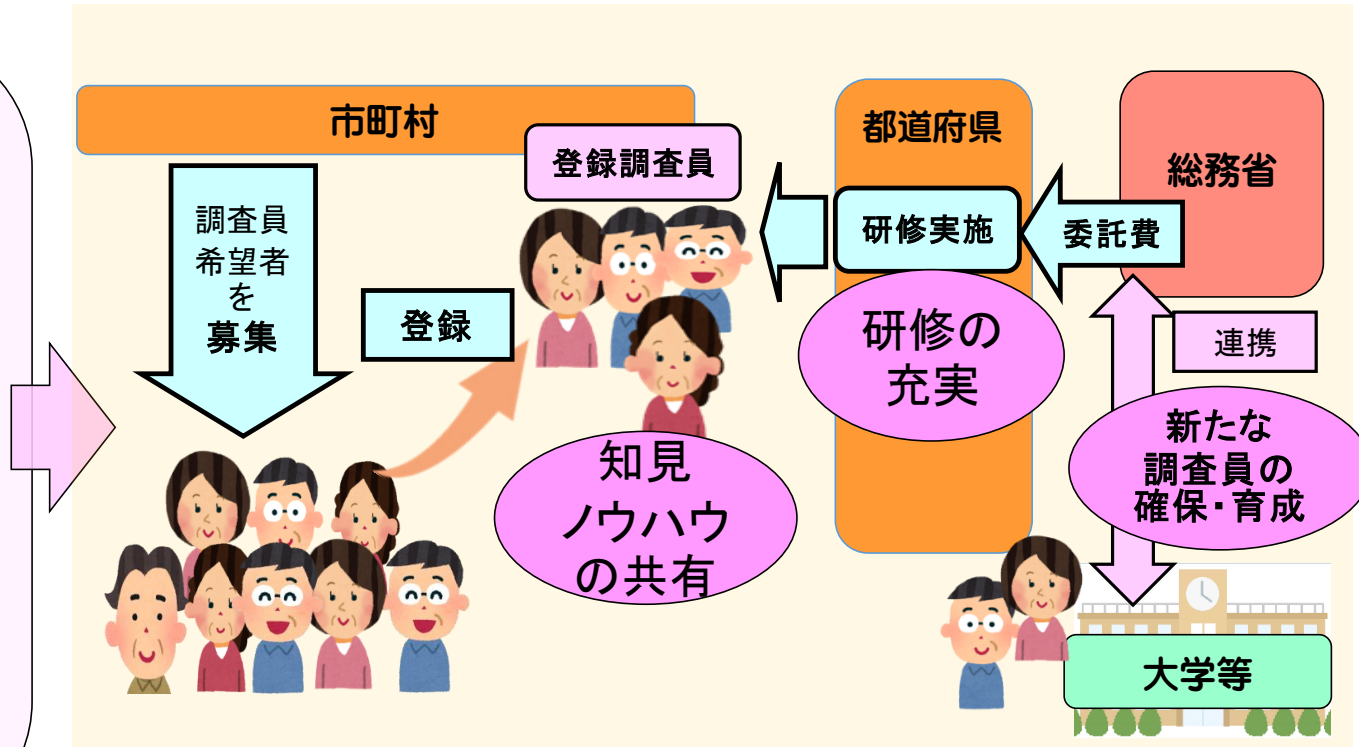 市町村
登録調査員
都道府県
総務省
調査員
希望者
を
募集
登録
研修実施
委託費
研修の
充実
連携
知見
ノウハウ
の共有
新たな
調査員の
確保・育成
大学等